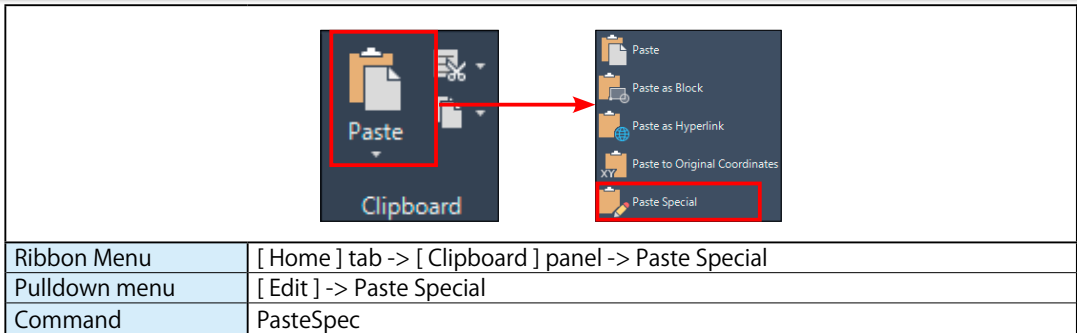 Paste
Clipboard
Paste
Paste as Block
Paste as Hyperlink
XY Paste to Original Coordinates
Paste Special
Ribbon Menu [ Home ] tab -> [ Clipboard ] panel -> Paste Special
Pulldown menu [ Edit ] -> Paste Special
Command PasteSpec